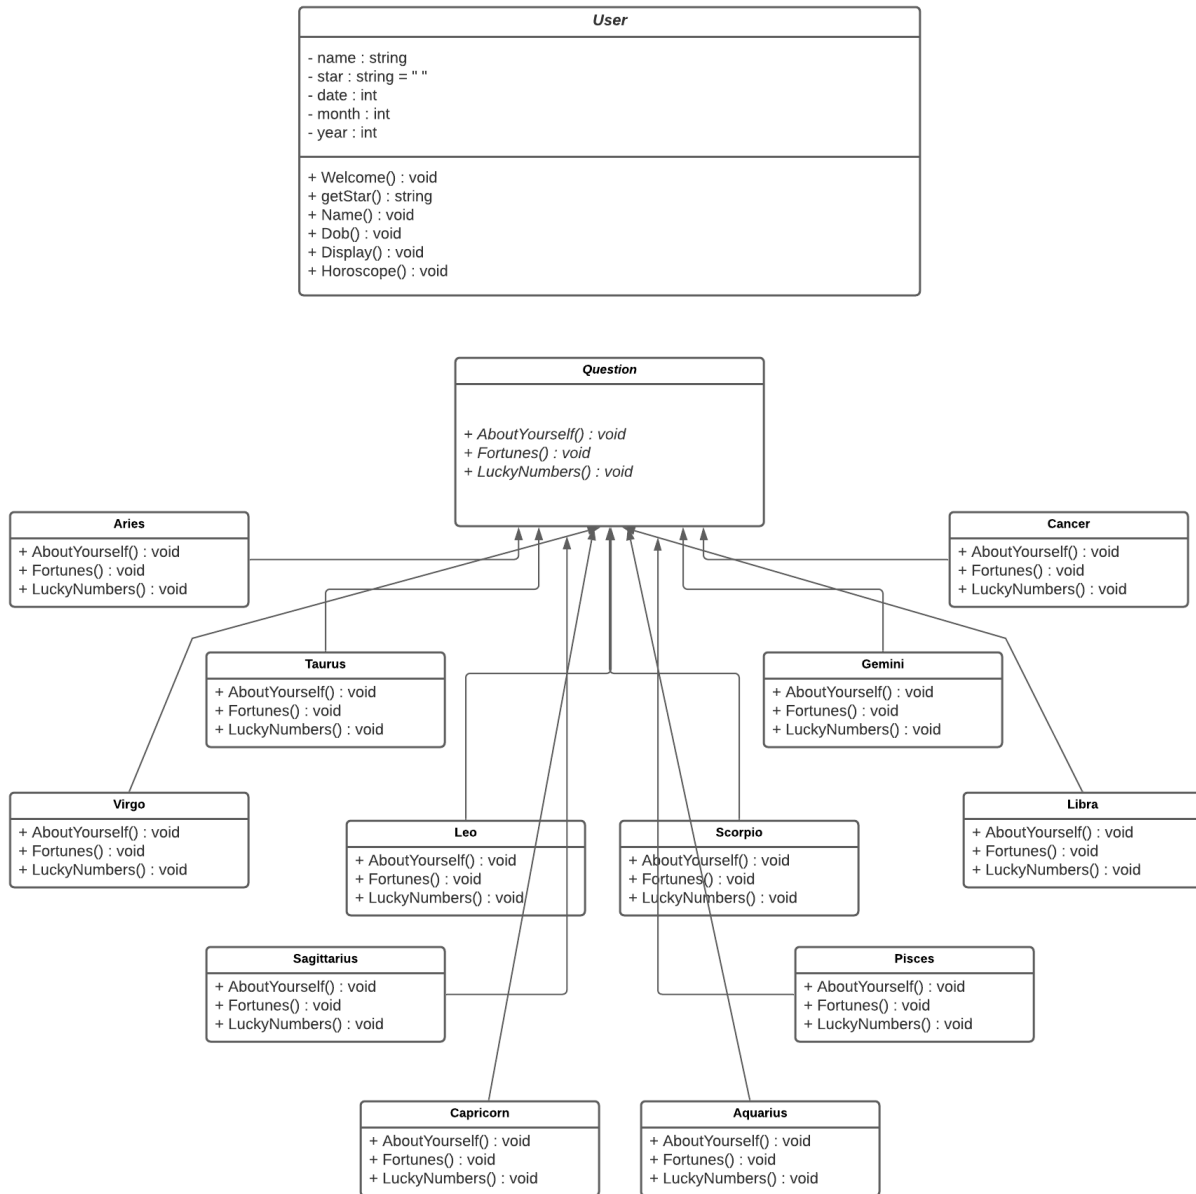 User
- name : string
- star : string = " "
- date : int
- month : int
- year : int
+ Welcome() : void
+ getStar() : string
+ Name() : void
+ Dob() : void
+ Display() : void
+ Horoscope() : void
Question
+ AboutYourself() : void
+ Fortunes() : void
+ LuckyNumbers() : void
Aries
+ AboutYourself() : void
+ Fortunes() : void
+ LuckyNumbers() : void
Cancer
+ AboutYourself() : void
+ Fortunes() : void
+ LuckyNumbers() : void
Taurus
+ AboutYourself() : void
+ Fortunes() : void
+ LuckyNumbers() : void
Gemini
+ AboutYourself() : void
+ Fortunes() : void
+ LuckyNumbers() : void
Virgo
+ AboutYourself() : void
+ Fortunes() : void
+ LuckyNumbers() : void
Leo
+ AboutYourself() : void
+ Fortunes() : void
+ LuckyNumbers() : void
Scorpio
+ AboutYourself() : void
+ Fortunes() : void
+ LuckyNumbers() : void
Libra
+ AboutYourself() : void
+ Fortunes() : void
+ LuckyNumbers() : void
Sagittarius
+ AboutYourself() : void
+ Fortunes() : void
+ LuckyNumbers() : void
Pisces
+ AboutYourself() : void
+ Fortunes() : void
+ LuckyNumbers() : void
Capricorn
+ AboutYourself() : void
+ Fortunes() : void
+ LuckyNumbers() : void
Aquarius
+ AboutYourself() : void
+ Fortunes() : void
+ LuckyNumbers() : void